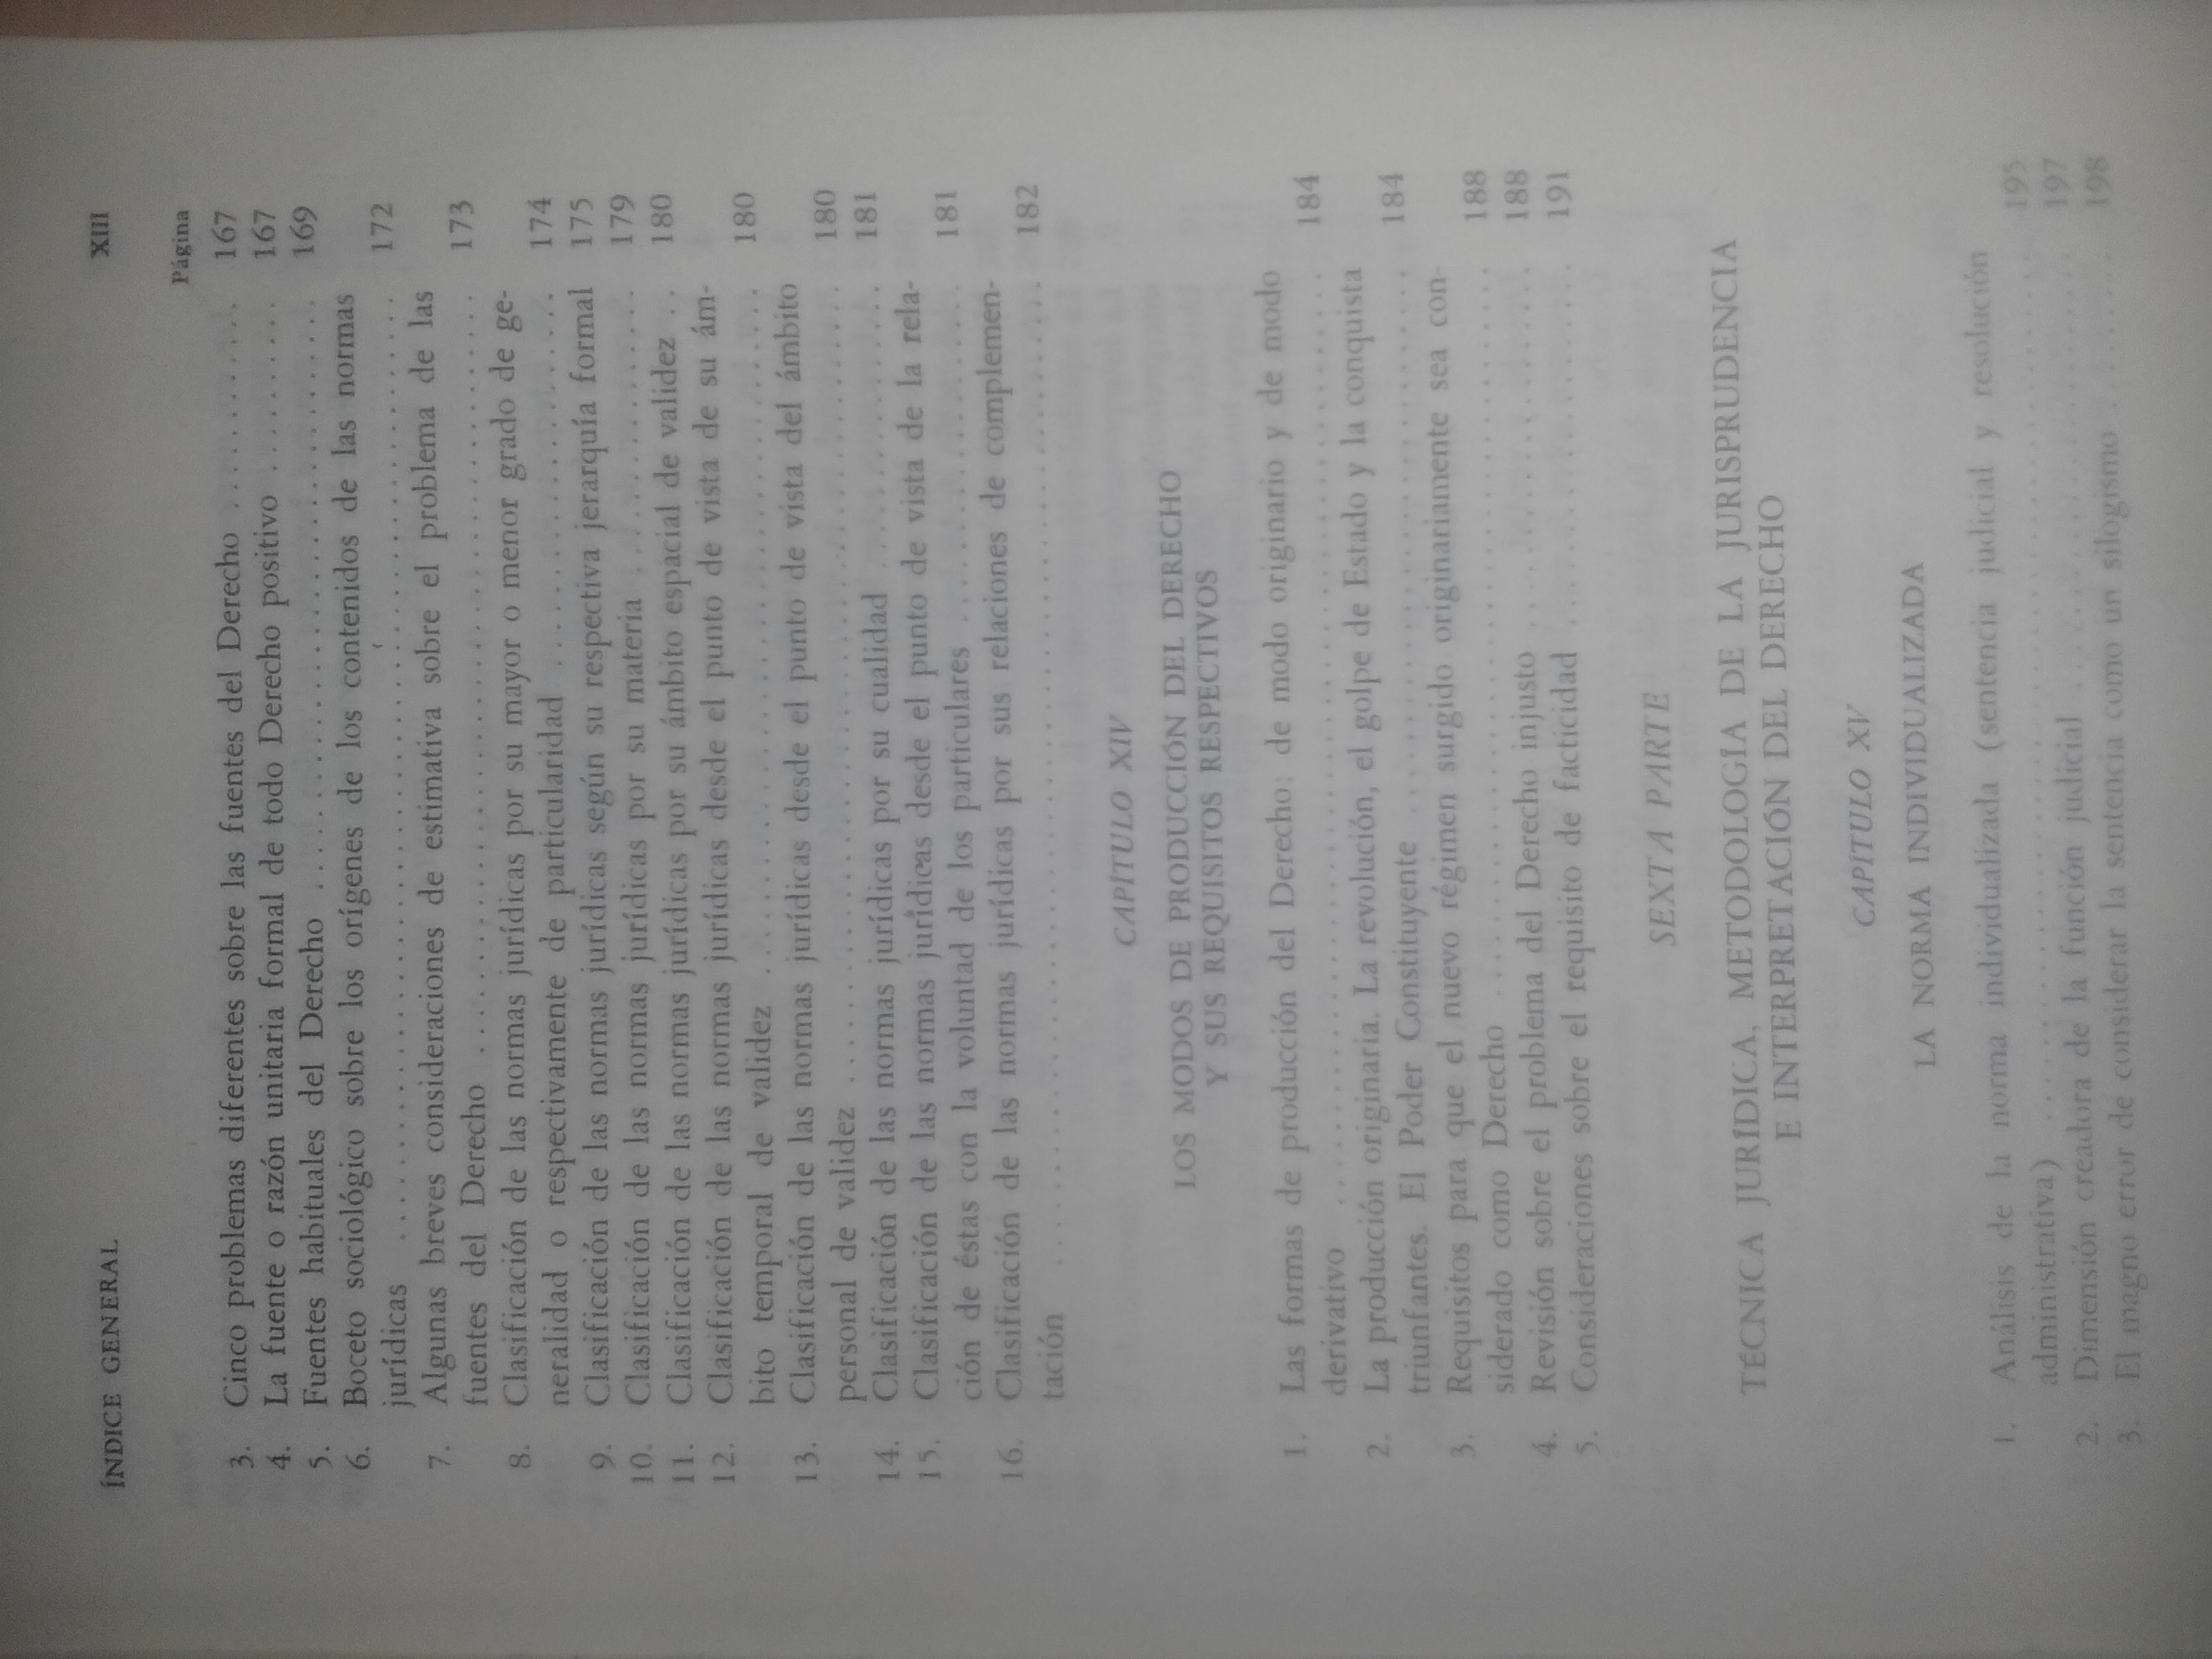 ÍNDICE GENERAL XIII
Página
3. Cinco problemas diferentes sobre las fuentes del Derecho . . . . . . . . . . . 167
4. La fuente o razón unitaria formal de todo Derecho positivo . . . . . . . . . 167
5. Fuentes habituales del Derecho . . . . . . . . . . . . . . . . . . . . . . . . . . . . . . . 169
6. Boceto sociológico sobre los orígenes de los contenidos de las normas
jurídicas . . . . . . . . . . . . . . . . . . . . . . . . . . . . . . . . . . . . . . . . . . . . . . . . 172
7. Algunas breves consideraciones de estimativa sobre el problema de las
fuentes del Derecho . . . . . . . . . . . . . . . . . . . . . . . . . . . . . . . . . . . . . . . 173
8. Clasificación de las normas jurídicas por su mayor o menor grado de ge-
neralidad o respectivamente de particularidad . . . . . . . . . . . . . . . . . . . 174
9. Clasificación de las normas jurídicas según su respectiva jerarquía formal 175
10. Clasificación de las normas jurídicas por su materia . . . . . . . . . . . . . . . 179
11. Clasificación de las normas jurídicas por su ámbito espacial de validez . . 180
12. Clasificación de las normas jurídicas desde el punto de vista de su ám-
bito temporal de validez . . . . . . . . . . . . . . . . . . . . . . . . . . . . . . . . . . . 180
13. Clasificación de las normas jurídicas desde el punto de vista del ámbito
personal de validez . . . . . . . . . . . . . . . . . . . . . . . . . . . . . . . . . . . . . . . 180
14. Clasificación de las normas jurídicas por su cualidad . . . . . . . . . . . . . . 181
15. Clasificación de las normas jurídicas desde el punto de vista de la rela-
ción de éstas con la voluntad de los particulares . . . . . . . . . . . . . . . . . 181
16. Clasificación de las normas jurídicas por sus relaciones de complemen-
tación . . . . . . . . . . . . . . . . . . . . . . . . . . . . . . . . . . . . . . . . . . . . . . . . . 182
CAPÍTULO XIV
LOS MODOS DE PRODUCCIÓN DEL DERECHO
Y SUS REQUISITOS RESPECTIVOS
1. Las formas de producción del Derecho: de modo originario y de modo
derivativo . . . . . . . . . . . . . . . . . . . . . . . . . . . . . . . . . . . . . . . . . . . . . . 184
2. La producción originaria. La revolución, el golpe de Estado y la conquista
triunfantes. El Poder Constituyente . . . . . . . . . . . . . . . . . . . . . . . . . . . 184
3. Requisitos para que el nuevo régimen surgido originariamente sea con-
siderado como Derecho . . . . . . . . . . . . . . . . . . . . . . . . . . . . . . . . . . . 188
4. Revisión sobre el problema del Derecho injusto . . . . . . . . . . . . . . . . . . 188
5. Consideraciones sobre el requisito de facticidad . . . . . . . . . . . . . . . . . 191
SEXTA PARTE
TÉCNICA JURÍDICA, METODOLOGÍA DE LA JURISPRUDENCIA
E INTERPRETACIÓN DEL DERECHO
CAPÍTULO XV
LA NORMA INDIVIDUALIZADA
1. Análisis de la norma individualizada (sentencia judicial y resolución
administrativa) . . . . . . . . . . . . . . . . . . . . . . . . . . . . . . . . . . . . . . . . . . 195
2. Dimensión creadora de la función judicial . . . . . . . . . . . . . . . . . . . . . . 197
3. El magno error de considerar la sentencia como un silogismo . . . . . . . . 198